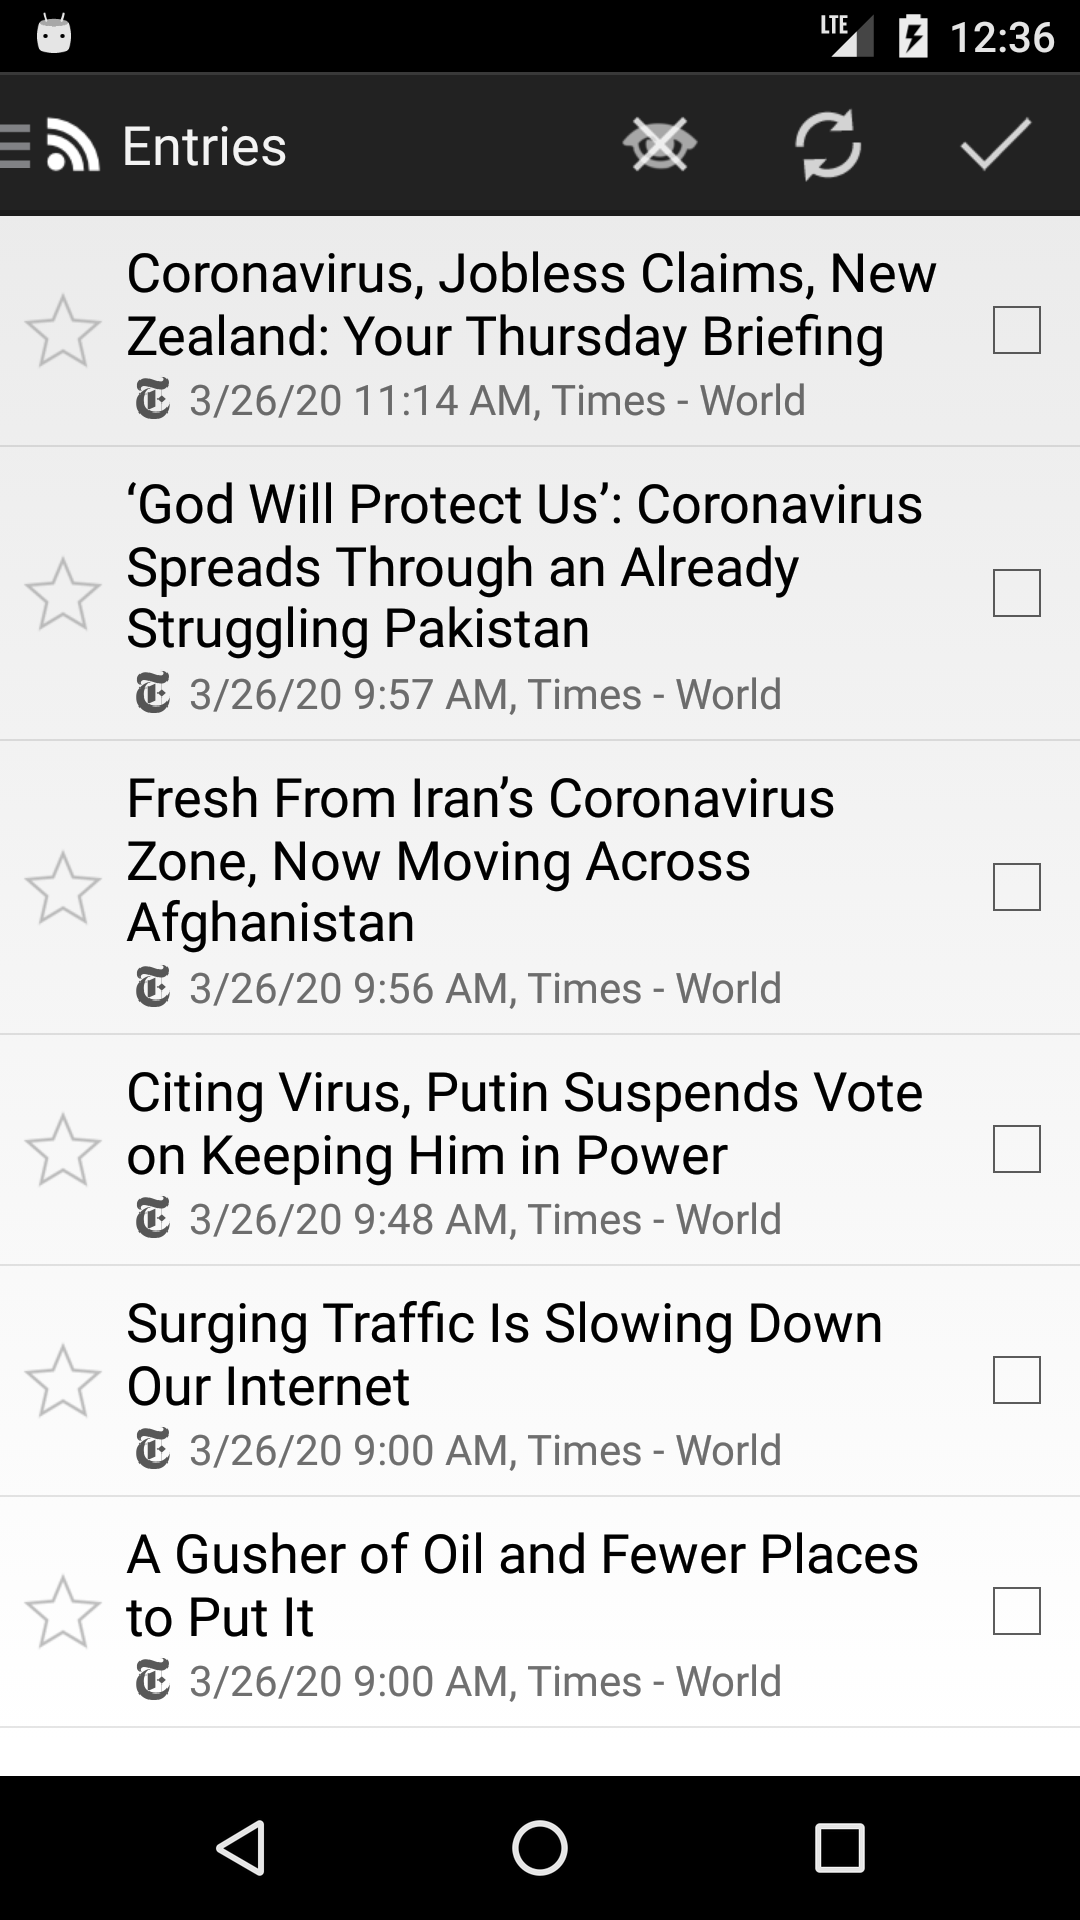 LTE 12:36
Entries
Coronavirus, Jobless Claims, New
Zealand: Your Thursday Briefing
3/26/20 11:14 AM, Times - World
‘God Will Protect Us’: Coronavirus
Spreads Through an Already
Struggling Pakistan
3/26/20 9:57 AM, Times - World
Fresh From Iran’s Coronavirus
Zone, Now Moving Across
Afghanistan
3/26/20 9:56 AM, Times - World
Citing Virus, Putin Suspends Vote
on Keeping Him in Power
3/26/20 9:48 AM, Times - World
Surging Traffic Is Slowing Down
Our Internet
3/26/20 9:00 AM, Times - World
A Gusher of Oil and Fewer Places
to Put It
3/26/20 9:00 AM, Times - World